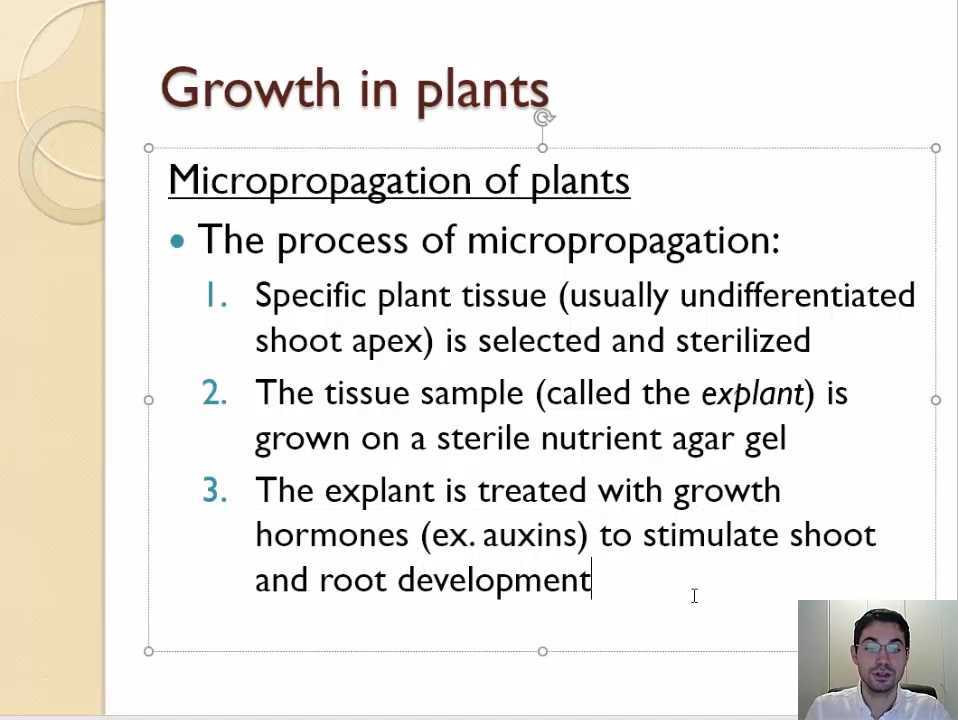 Growth in plants
Micropropagation of plants
• The process of micropropagation:
1. Specific plant tissue (usually undifferentiated
shoot apex) is selected and sterilized
2. The tissue sample (called the explant) is
grown on a sterile nutrient agar gel
3. The explant is treated with growth
hormones (ex. auxins) to stimulate shoot
and root development